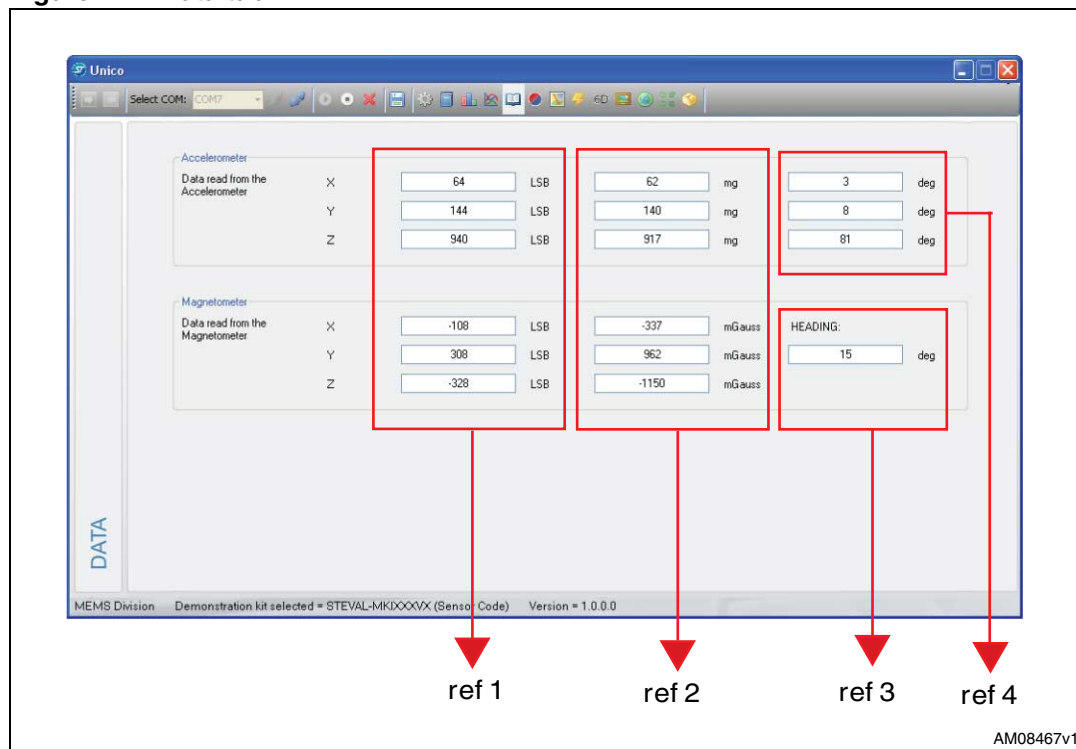 Unico
Select COM: COM7 6D
Accelerometer
Data read from the
Accelerometer
X 64 LSB 62 mg 3 deg
Y 144 LSB 140 mg 8 deg
Z 940 LSB 917 mg 81 deg
Magnetometer
Data read from the
Magnetometer
X -108 LSB -337 mGauss HEADING:
Y 308 LSB 962 mGauss 15 deg
Z -328 LSB -1150 mGauss
DATA
MEMS Division Demonstration kit selected = STEVAL-MKIXXXVX (Sensor Code) Version = 1.0.0.0
ref 1 ref 2 ref 3 ref 4
AM08467v1